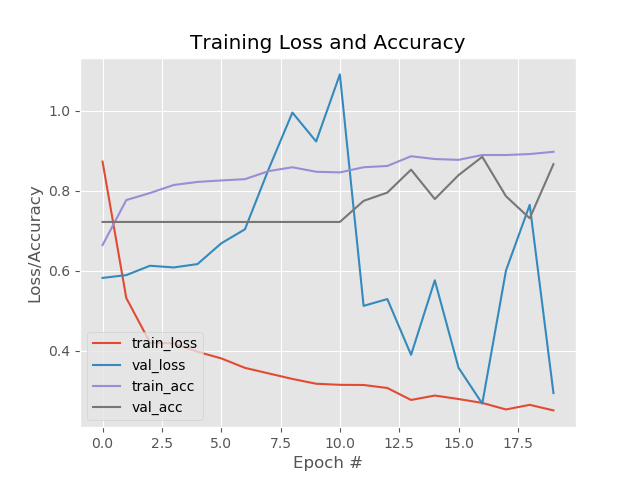 Training Loss and Accuracy
Loss/Accuracy
1.0
0.8
0.6
0.4
train_loss
val_loss
train_acc
val_acc
0.0 2.5 5.0 7.5 10.0 12.5 15.0 17.5
Epoch #